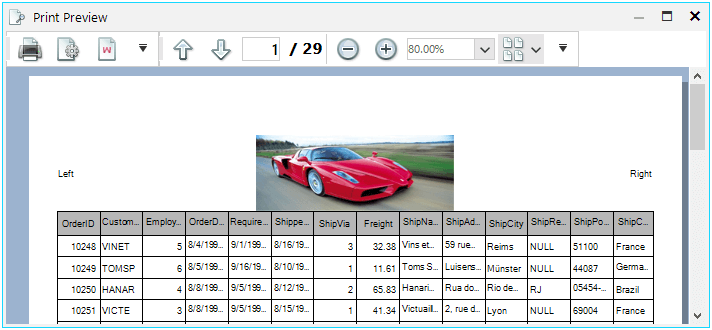 Print Preview
W 1 / 29 80.00%
Left Right
OrderID Custom... Employ... OrderD... Require... Shippe... ShipVia Freight ShipNa... ShipAd... ShipCity ShipRe... ShipPo... ShipC...
10248 VINET 5 8/4/199... 9/1/199... 8/16/19... 3 32.38 Vins et... 59 rue... Reims NULL 51100 France
10249 TOMSP 6 8/5/199... 9/16/19... 8/10/19... 1 11.61 Toms S... Luisens... Münster NULL 44087 Germa...
10250 HANAR 4 8/8/199... 9/5/199... 8/12/19... 2 65.83 Hanari... Rua do... Rio de... RJ 05454-... Brazil
10251 VICTE 3 8/8/199... 9/5/199... 8/15/19... 1 41.34 Victuaill... 2, rue d... Lyon NULL 69004 France